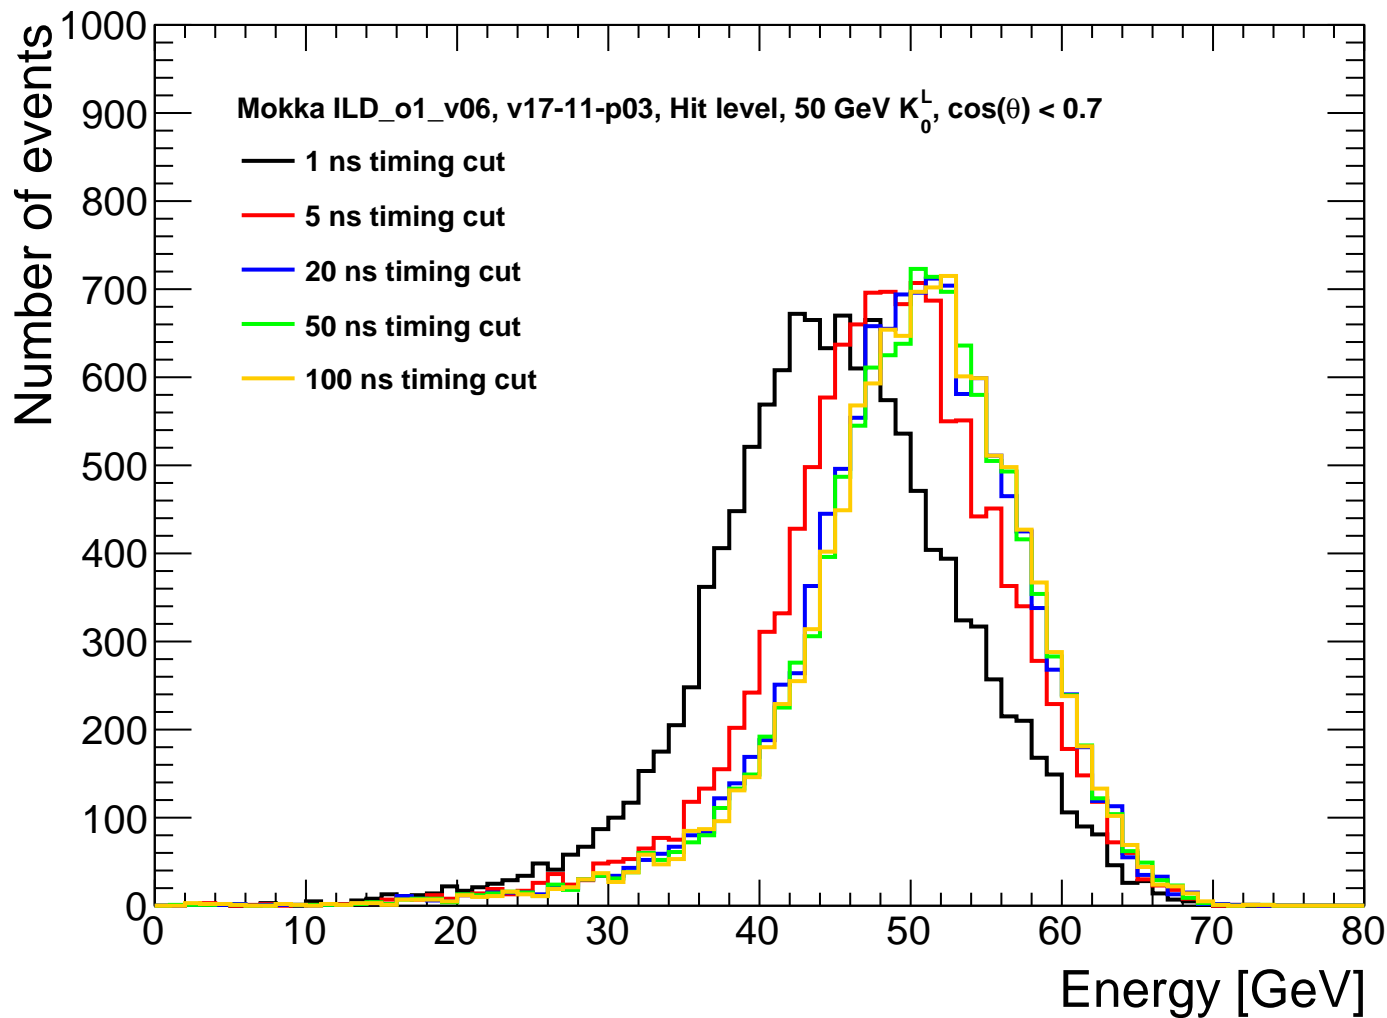 Number of events
1000
900
800
700
600
500
400
300
200
100
0
Mokka ILD_o1_v06, v17-11-p03, Hit level, 50 GeV K^L_0, cos(θ) < 0.7
1 ns timing cut
5 ns timing cut
20 ns timing cut
50 ns timing cut
100 ns timing cut
0 10 20 30 40 50 60 70 80
Energy [GeV]